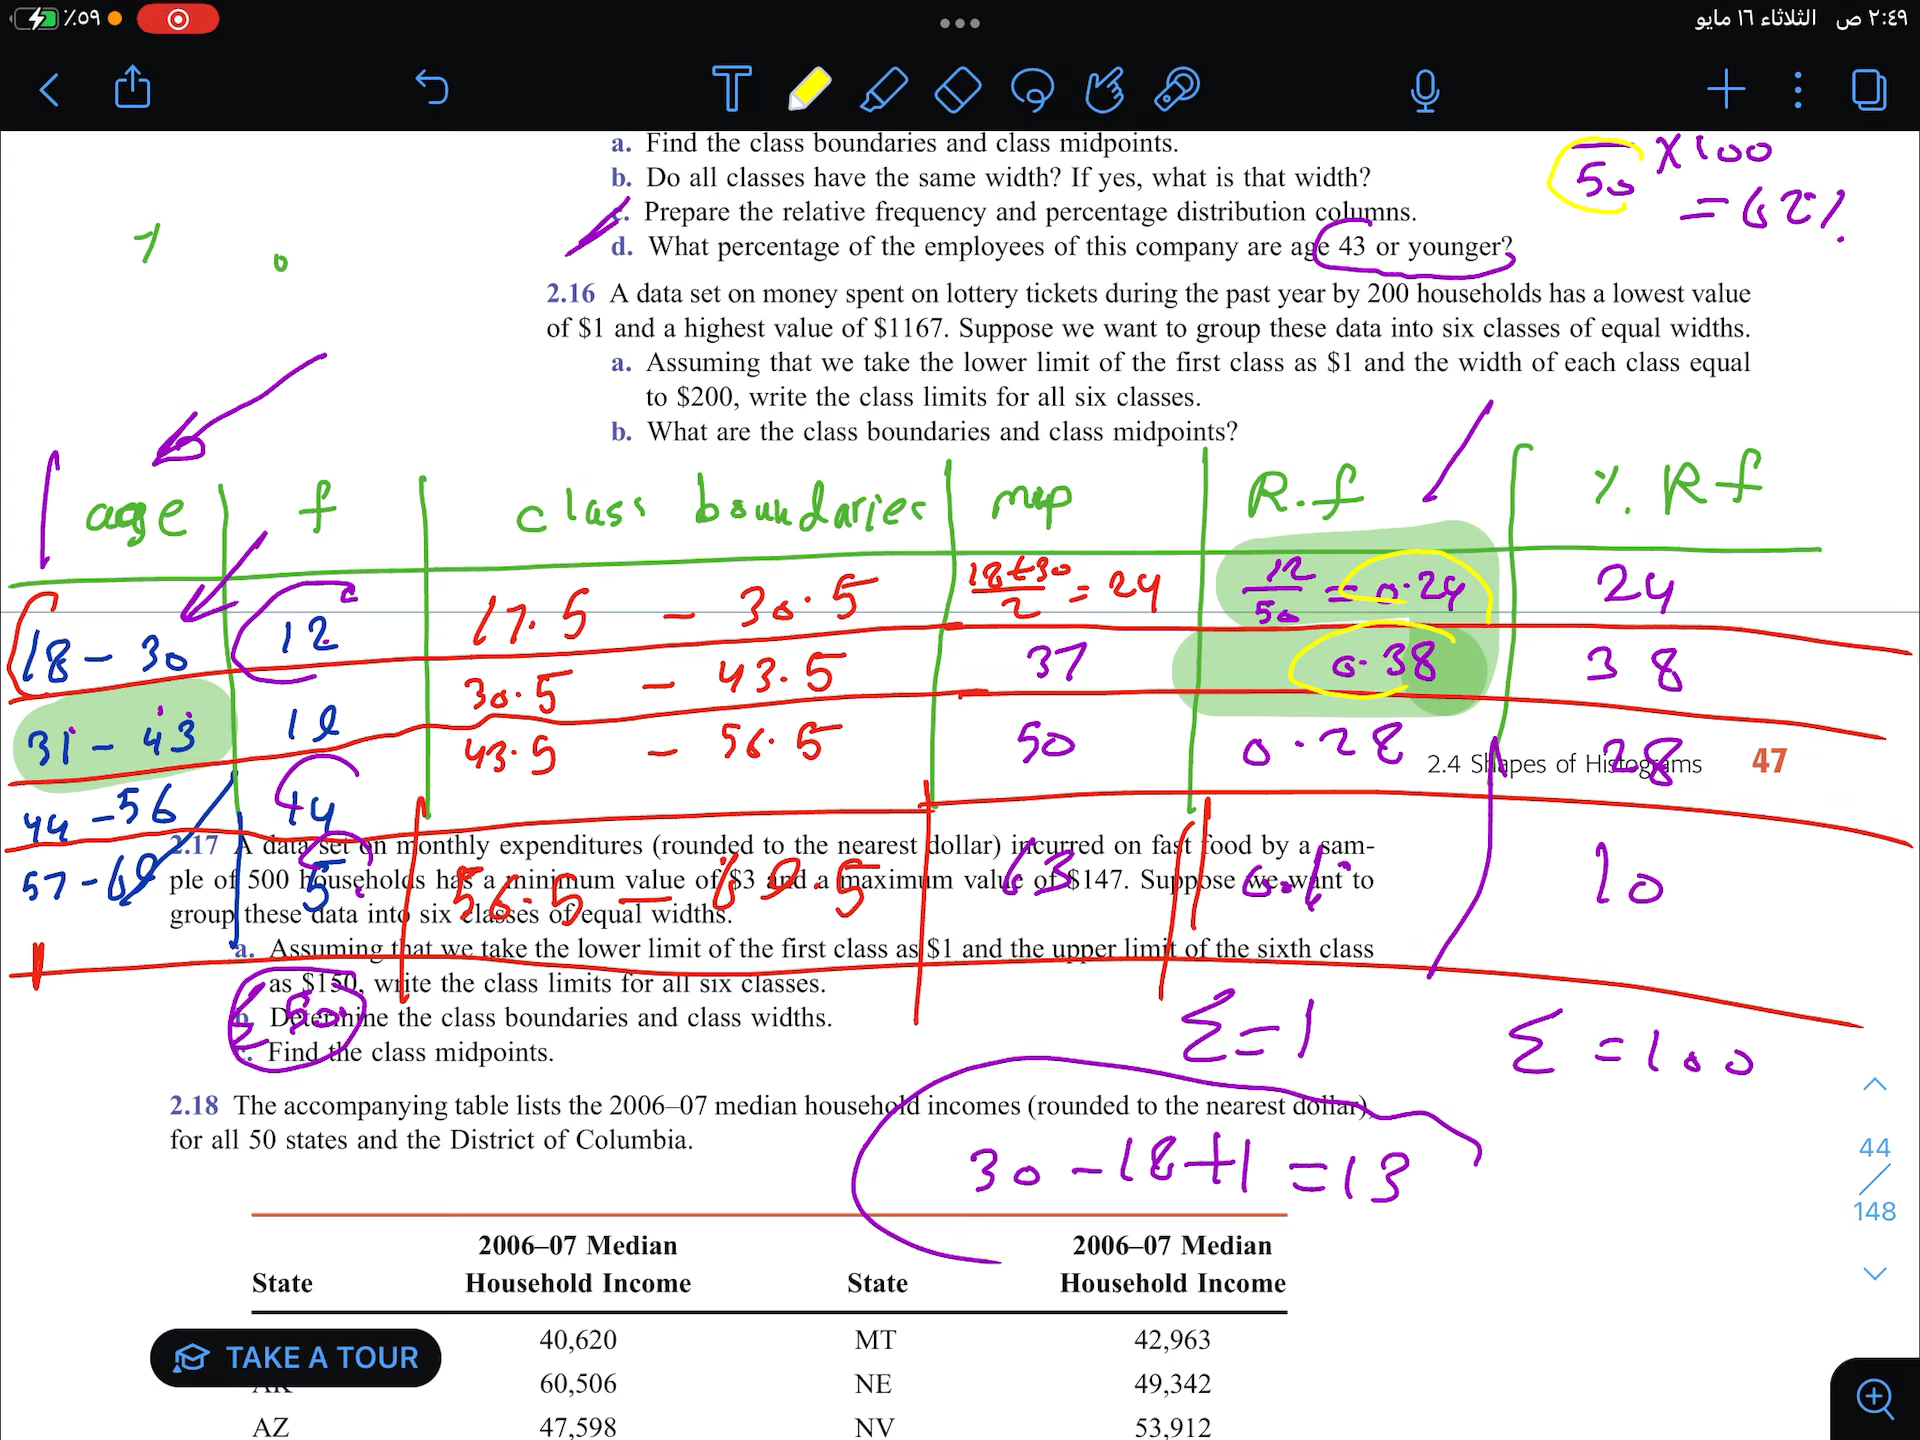 ٪٥٩
٢:٤٩ ص الثلاثاء ١٦ مايو
a. Find the class boundaries and class midpoints.
b. Do all classes have the same width? If yes, what is that width?
c. Prepare the relative frequency and percentage distribution columns.
d. What percentage of the employees of this company are age 43 or younger?
50 ×100
= 62%
2.16 A data set on money spent on lottery tickets during the past year by 200 households has a lowest value
of $1 and a highest value of $1167. Suppose we want to group these data into six classes of equal widths.
a. Assuming that we take the lower limit of the first class as $1 and the width of each class equal
to $200, write the class limits for all six classes.
b. What are the class boundaries and class midpoints?
age f class boundaries R.f % Rf
18 - 30 12 17.5 - 30.5 18+30/2 = 24 12/50 = 0.24 24
31 - 43 19 30.5 - 43.5 37 0.38 38
44 - 56 14 43.5 - 56.5 50 0.28 28
2.4 Shapes of Histograms 47
57 - 69 5 56.5 - 69.5 63 0.1 10
2.17 A data set on monthly expenditures (rounded to the nearest dollar) incurred on fast food by a sam-
ple of 500 households has a minimum value of $3 and a maximum value of $147. Suppose we want to
group these data into six classes of equal widths.
a. Assuming that we take the lower limit of the first class as $1 and the upper limit of the sixth class
as $150, write the class limits for all six classes.
b. Determine the class boundaries and class widths.
c. Find the class midpoints.
Σ 50 Σ=1 Σ =100
2.18 The accompanying table lists the 2006–07 median household incomes (rounded to the nearest dollar),
for all 50 states and the District of Columbia.
30 -18+1 =13
44
148
2006–07 Median 2006–07 Median
State Household Income State Household Income
40,620 MT 42,963
TAKE A TOUR
AK 60,506 NE 49,342
AZ 47,598 NV 53,912